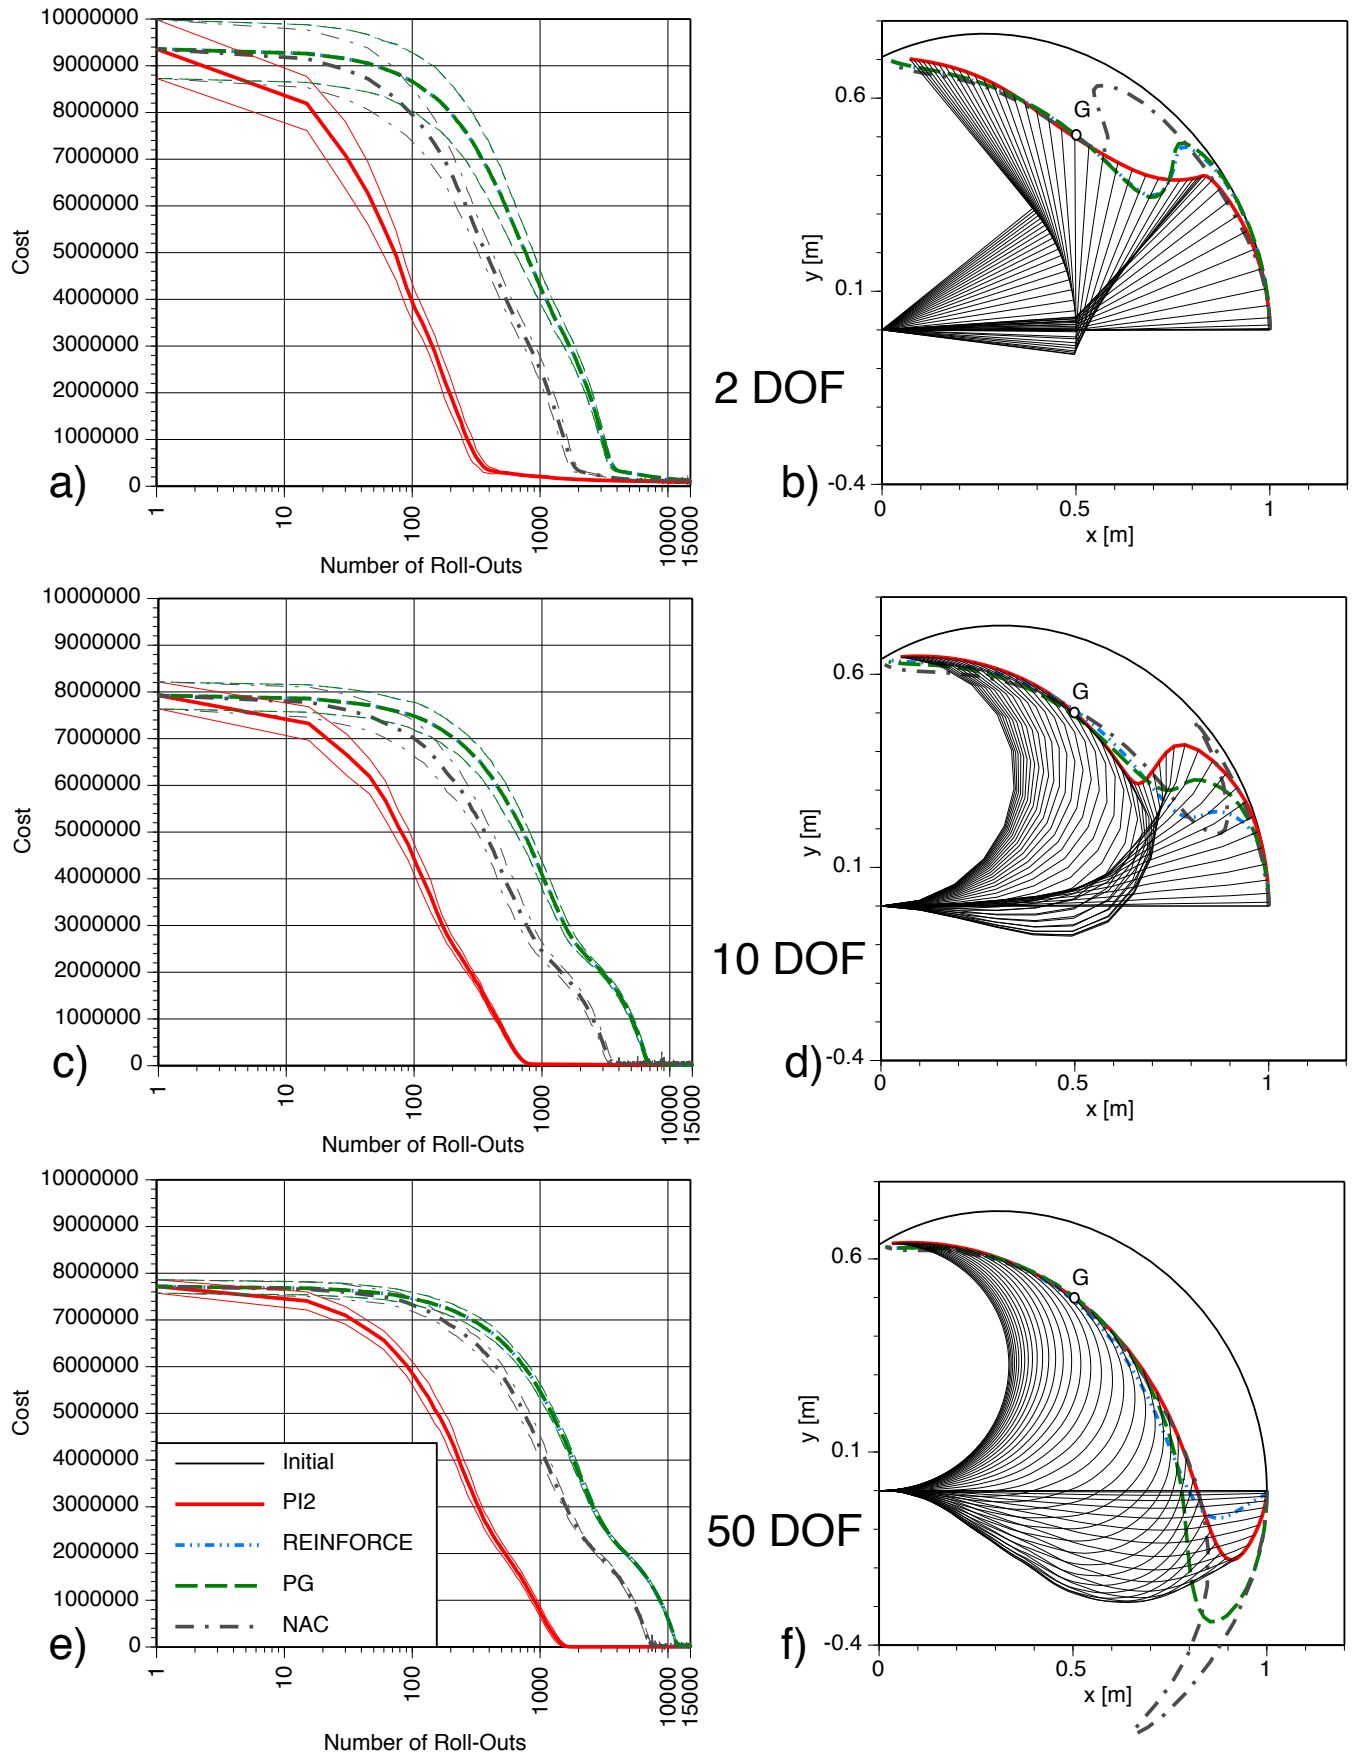 10000000
9000000
8000000
7000000
6000000
5000000
4000000
3000000
2000000
1000000
0
Cost
a)
1 10 100 1000 10000 15000
Number of Roll-Outs
0.6
0.1
-0.4
y [m]
G
b)
0 0.5 1
x [m]
2 DOF
10000000
9000000
8000000
7000000
6000000
5000000
4000000
3000000
2000000
1000000
0
Cost
c)
1 10 100 1000 10000 15000
Number of Roll-Outs
0.6
0.1
-0.4
y [m]
G
d)
0 0.5 1
x [m]
10 DOF
10000000
9000000
8000000
7000000
6000000
5000000
4000000
3000000
2000000
1000000
0
Cost
Initial
PI2
REINFORCE
PG
NAC
e)
1 10 100 1000 10000 15000
Number of Roll-Outs
0.6
0.1
-0.4
y [m]
G
f)
0 0.5 1
x [m]
50 DOF